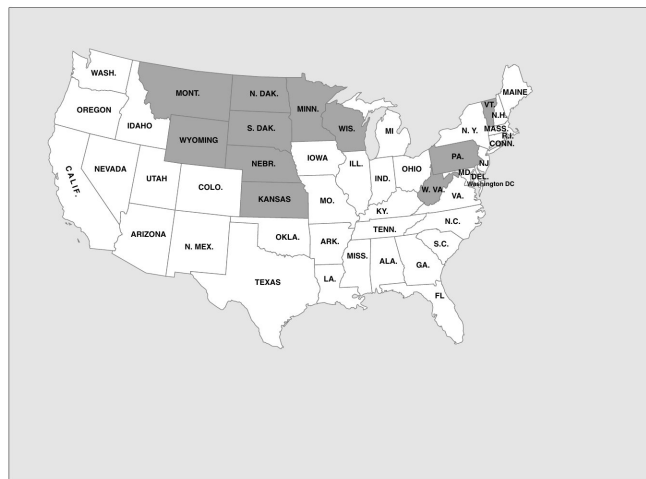 WASH.
MONT.
N. DAK.
MINN.
MAINE
VT.
N.H.
OREGON
IDAHO
WYOMING
S. DAK.
WIS.
MI
N. Y.
MASS.
R.I.
CONN.
NEVADA
UTAH
COLO.
NEBR.
IOWA
ILL.
IND.
OHIO
PA.
NJ
MD.
DEL.
Washington DC
CALIF.
KANSAS
MO.
KY.
W. VA.
VA.
ARIZONA
N. MEX.
OKLA.
ARK.
TENN.
N.C.
TEXAS
LA.
MISS.
ALA.
GA.
S.C.
FL